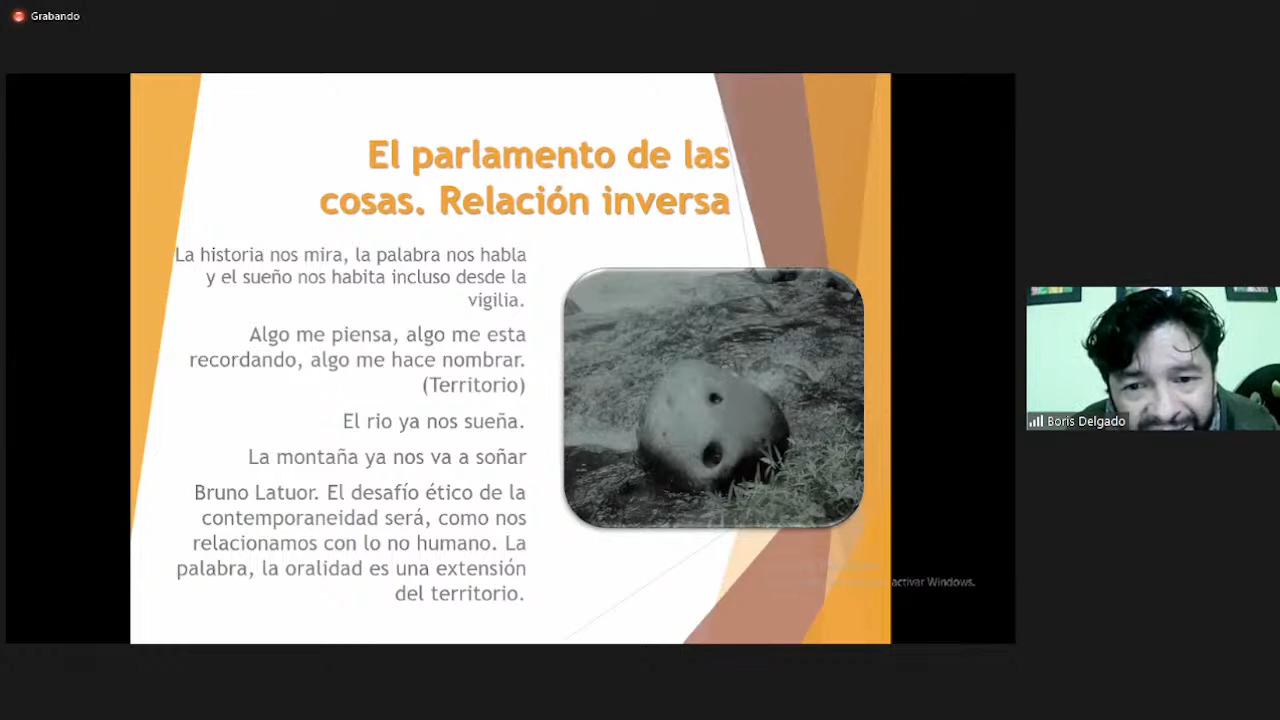 Grabando
El parlamento de las
cosas. Relación inversa
La historia nos mira, la palabra nos habla
y el sueño nos habita incluso desde la
vigilia.
Algo me piensa, algo me esta
recordando, algo me hace nombrar.
(Territorio)
El rio ya nos sueña.
La montaña ya nos va a soñar
Bruno Latuor. El desafío ético de la
contemporaneidad será, como nos
relacionamos con lo no humano. La
palabra, la oralidad es una extensión
del territorio.
activar Windows.
Boris Delgado